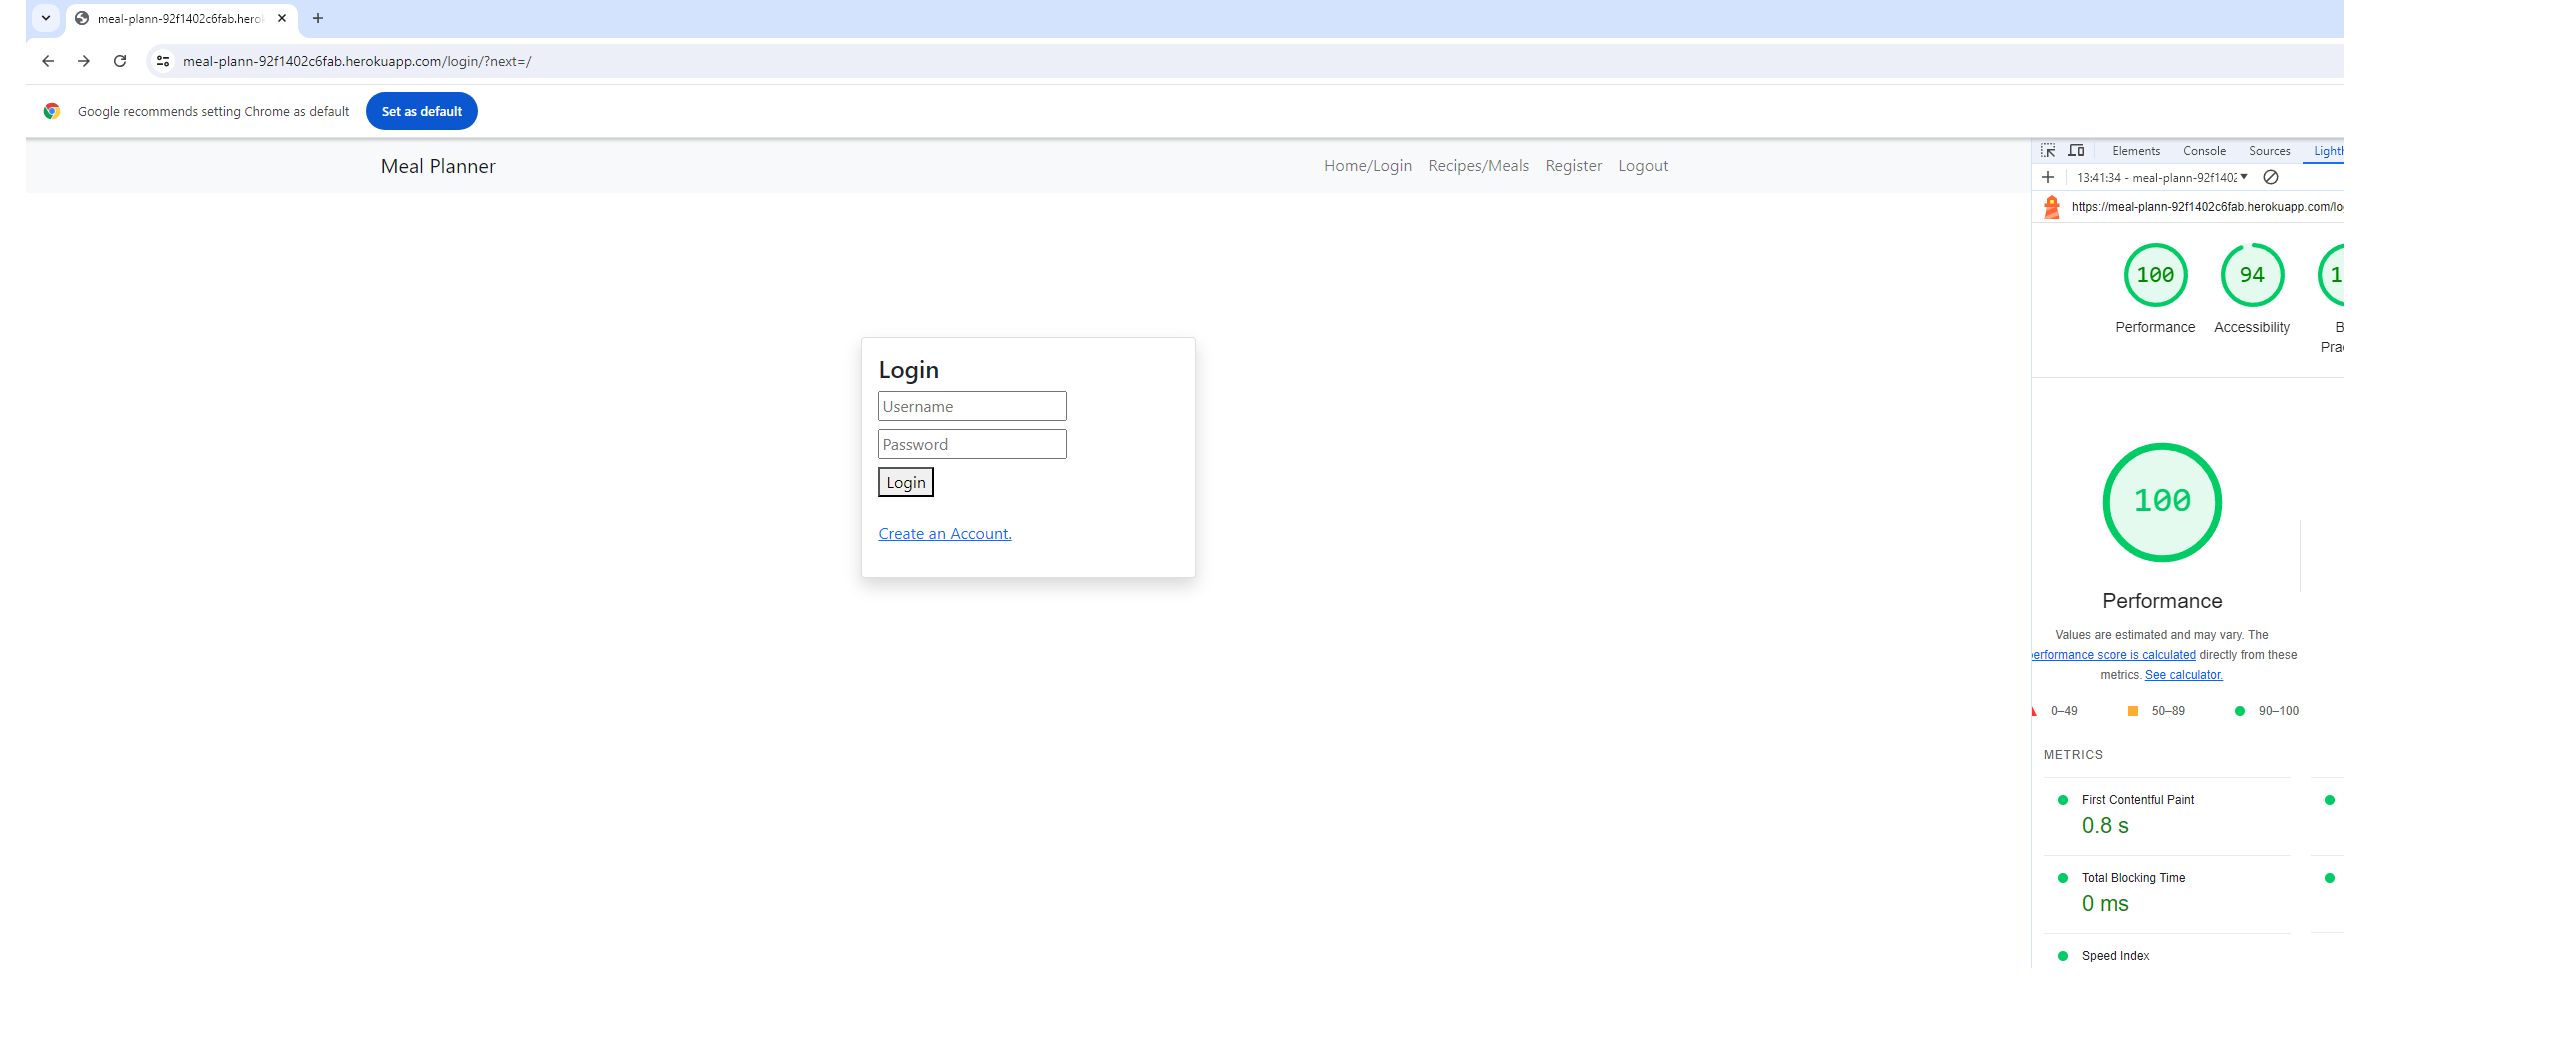 meal-plann-92f1402c6fab.herok
meal-plann-92f1402c6fab.herokuapp.com/login/?next=/
Google recommends setting Chrome as default
Set as default
Meal Planner
Home/Login Recipes/Meals Register Logout
Login
Username
Password
Login
Create an Account.
Elements Console Sources Lighth
13:41:34 - meal-plann-92f1402
https://meal-plann-92f1402c6fab.herokuapp.com/lo
100 94 1
Performance Accessibility B
Prac
100
Performance
Values are estimated and may vary. The
performance score is calculated directly from these
metrics. See calculator.
0–49 50–89 90–100
METRICS
First Contentful Paint
0.8 s
Total Blocking Time
0 ms
Speed Index